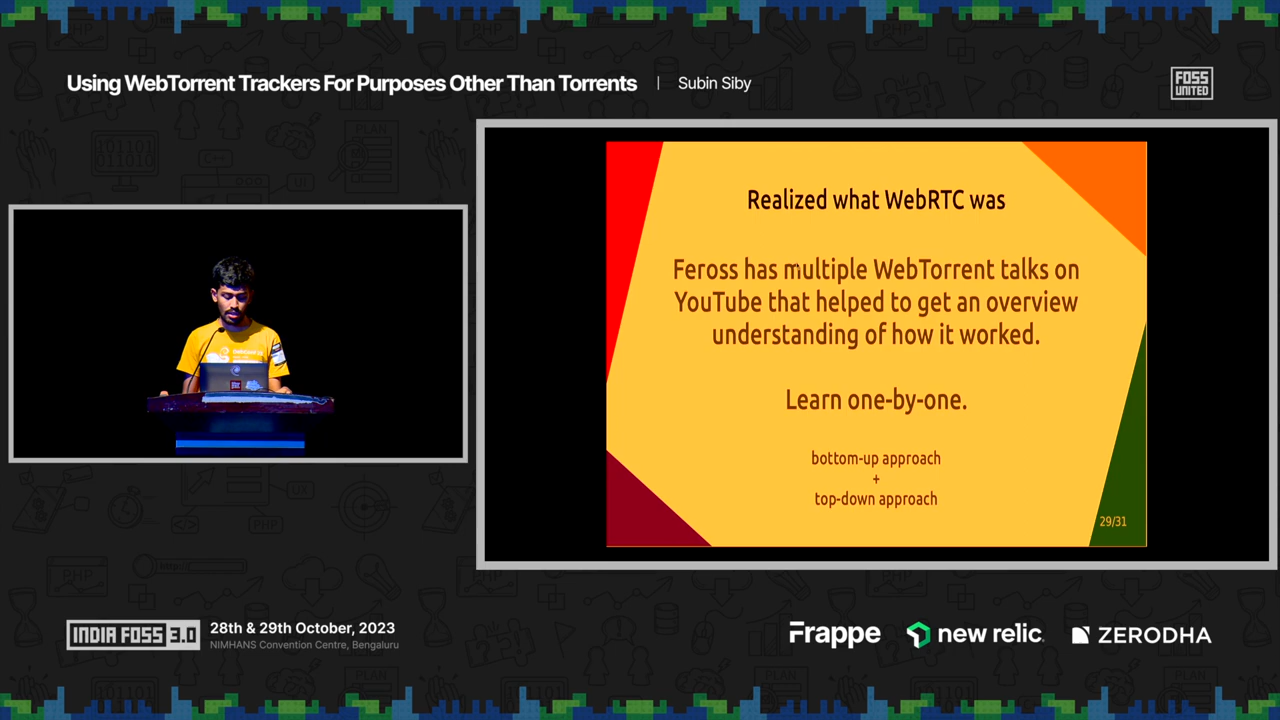 Using WebTorrent Trackers For Purposes Other Than Torrents | Subin Siby
FOSS
UNITED
Realized what WebRTC was
Feross has multiple WebTorrent talks on
YouTube that helped to get an overview
understanding of how it worked.
Learn one-by-one.
bottom-up approach
+
top-down approach
29/31
INDIA FOSS 3.0
28th & 29th October, 2023
NIMHANS Convention Centre, Bengaluru
Frappe
new relic
ZERODHA